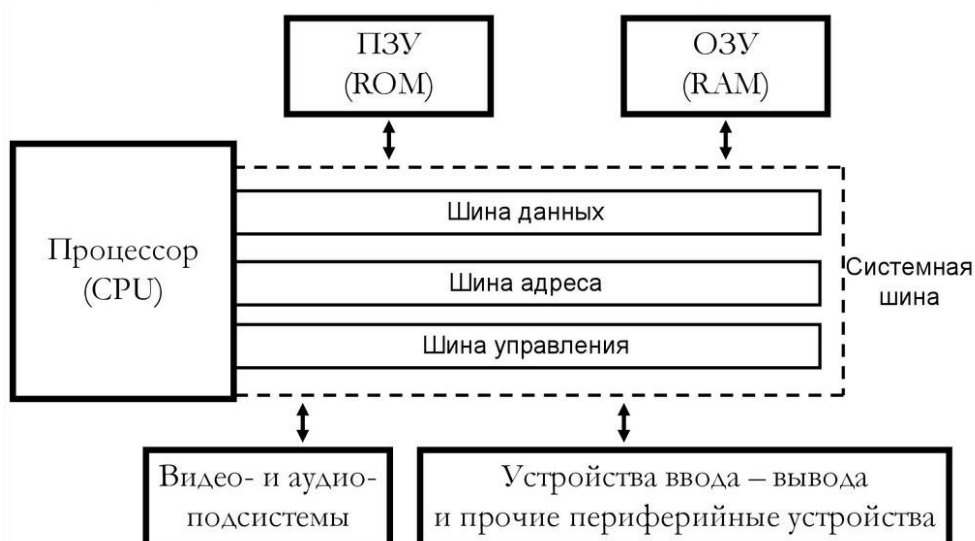 ПЗУ
(ROM)
ОЗУ
(RAM)
Процессор
(CPU)
Шина данных
Шина адреса
Шина управления
Системная
шина
Видео- и аудио-
подсистемы
Устройства ввода – вывода
и прочие периферийные устройства